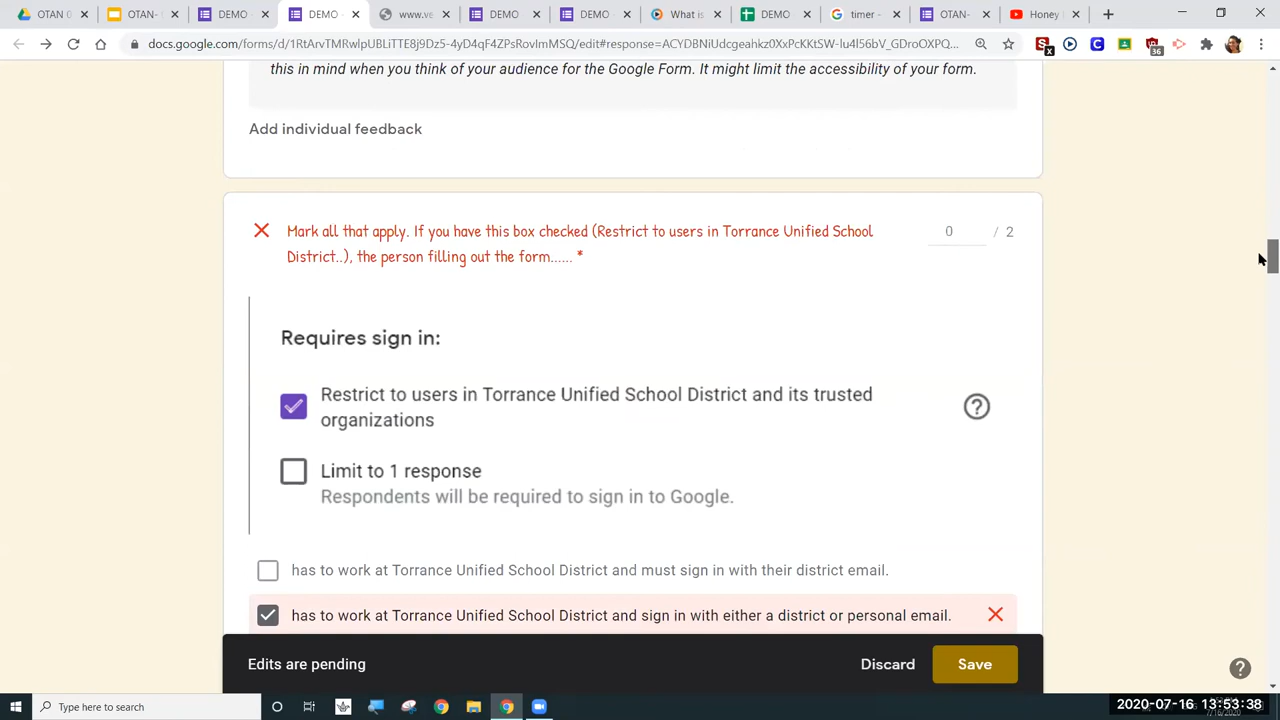 OTAN G
OTAN-
DEMO
DEMO -
www.ve
DEMO
DEMO
What is
DEMO
timer -
OTAN-
Honey
docs.google.com/forms/d/
this in mind when you think of your audience for the Google Form. It might limit the accessibility of your form.
Add individual feedback
Mark all that apply. If you have this box checked (Restrict to users in Torrance Unified School
0 / 2
District..), the person filling out the form...... *
Requires sign in:
Restrict to users in Torrance Unified School District and its trusted
organizations
Limit to 1 response
Respondents will be required to sign in to Google.
has to work at Torrance Unified School District and must sign in with their district email.
has to work at Torrance Unified School District and sign in with either a district or personal email.
Edits are pending
Discard
Save
Type here to search
2020-07-16 13:53:38